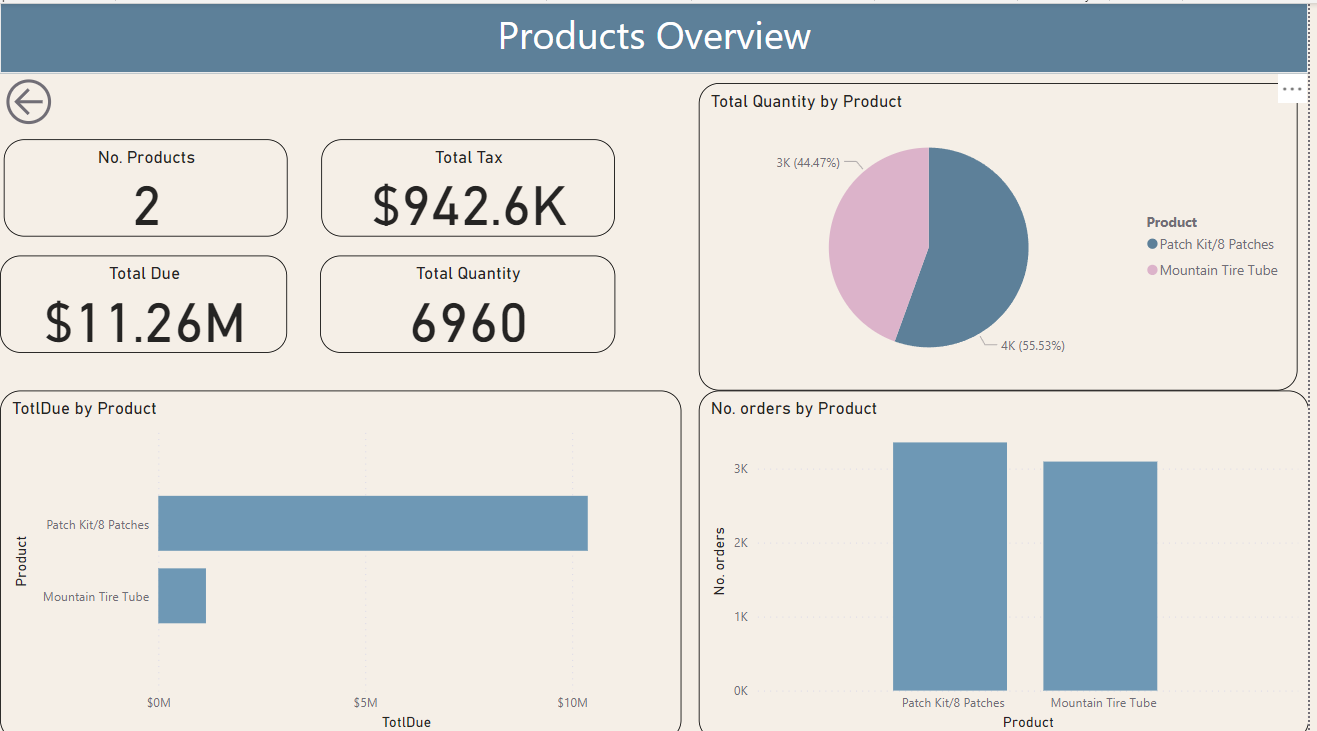 Products Overview
No. Products
2
Total Tax
$942.6K
Total Due
$11.26M
Total Quantity
6960
Total Quantity by Product
3K (44.47%)
4K (55.53%)
Product
Patch Kit/8 Patches
Mountain Tire Tube
TotlDue by Product
Product
Patch Kit/8 Patches
Mountain Tire Tube
$0M
$5M
$10M
TotlDue
No. orders by Product
No. orders
3K
2K
1K
0K
Patch Kit/8 Patches
Mountain Tire Tube
Product